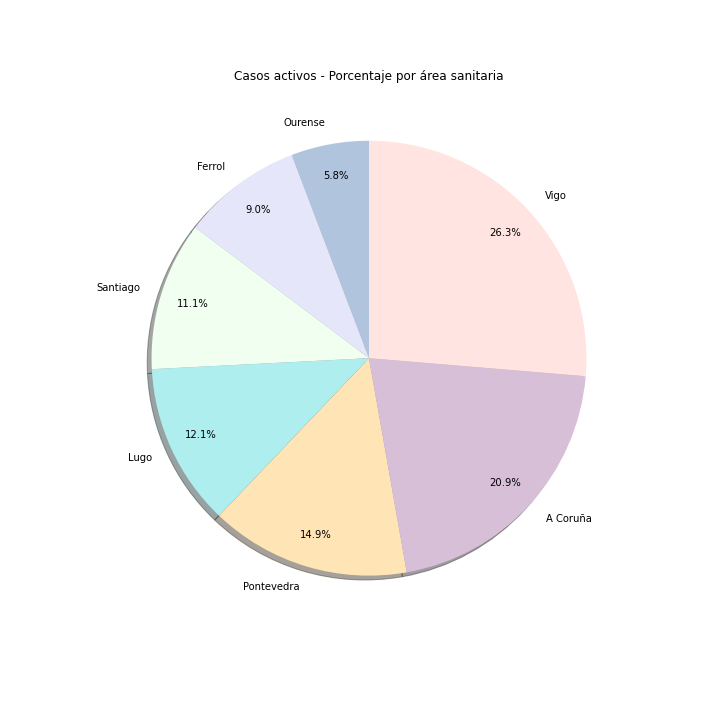 Casos activos - Porcentaje por área sanitaria
Ourense
5.8%
Ferrol
9.0%
Vigo
26.3%
Santiago
11.1%
Lugo
12.1%
A Coruña
20.9%
Pontevedra
14.9%